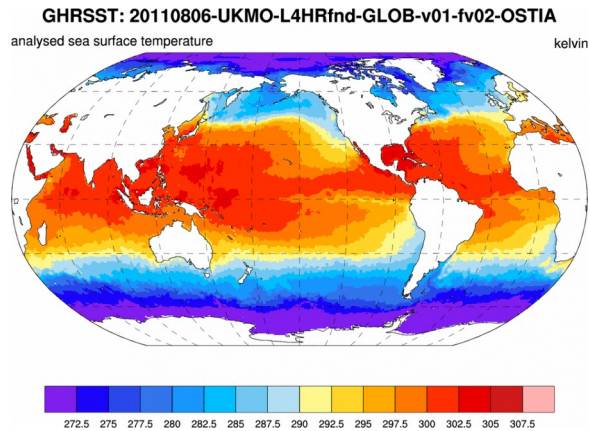 GHRSST: 20110806-UKMO-L4HRfnd-GLOB-v01-fv02-OSTIA
analysed sea surface temperature kelvin
272.5 275 277.5 280 282.5 285 287.5 290 292.5 295 297.5 300 302.5 305 307.5